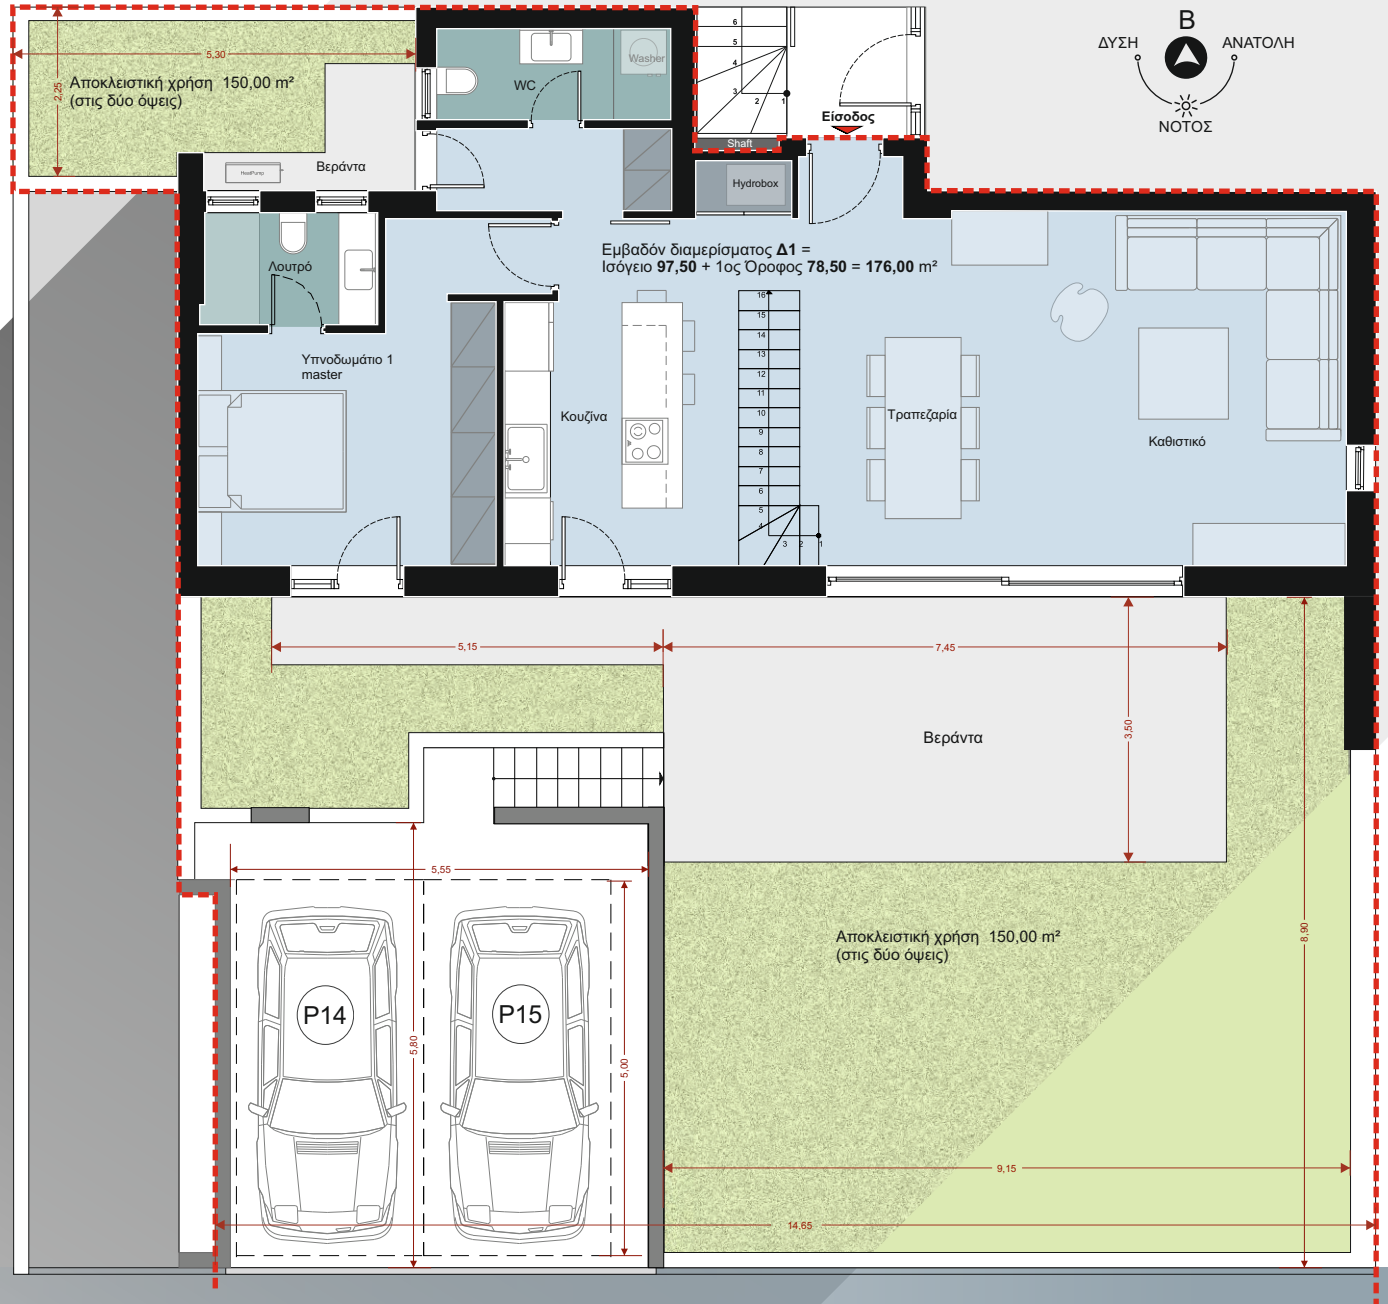 Β
ΔΥΣΗ
ΑΝΑΤΟΛΗ
ΝΟΤΟΣ
5,30
2,25
Αποκλειστική χρήση 150,00 m²
(στις δύο όψεις)
WC
Washer
6
5
4
3
2
1
Είσοδος
Shaft
Βεράντα
HeatPump
Hydrobox
Λουτρό
Εμβαδόν διαμερίσματος Δ1 =
Ισόγειο 97,50 + 1ος Όροφος 78,50 = 176,00 m²
16
15
14
13
12
11
10
9
8
7
6
5
4
3
2
1
Υπνοδωμάτιο 1
master
Κουζίνα
Τραπεζαρία
Καθιστικό
5,15
7,45
3,50
Βεράντα
8,90
5,55
Αποκλειστική χρήση 150,00 m²
(στις δύο όψεις)
P14
P15
5,80
5,00
9,15
14,65